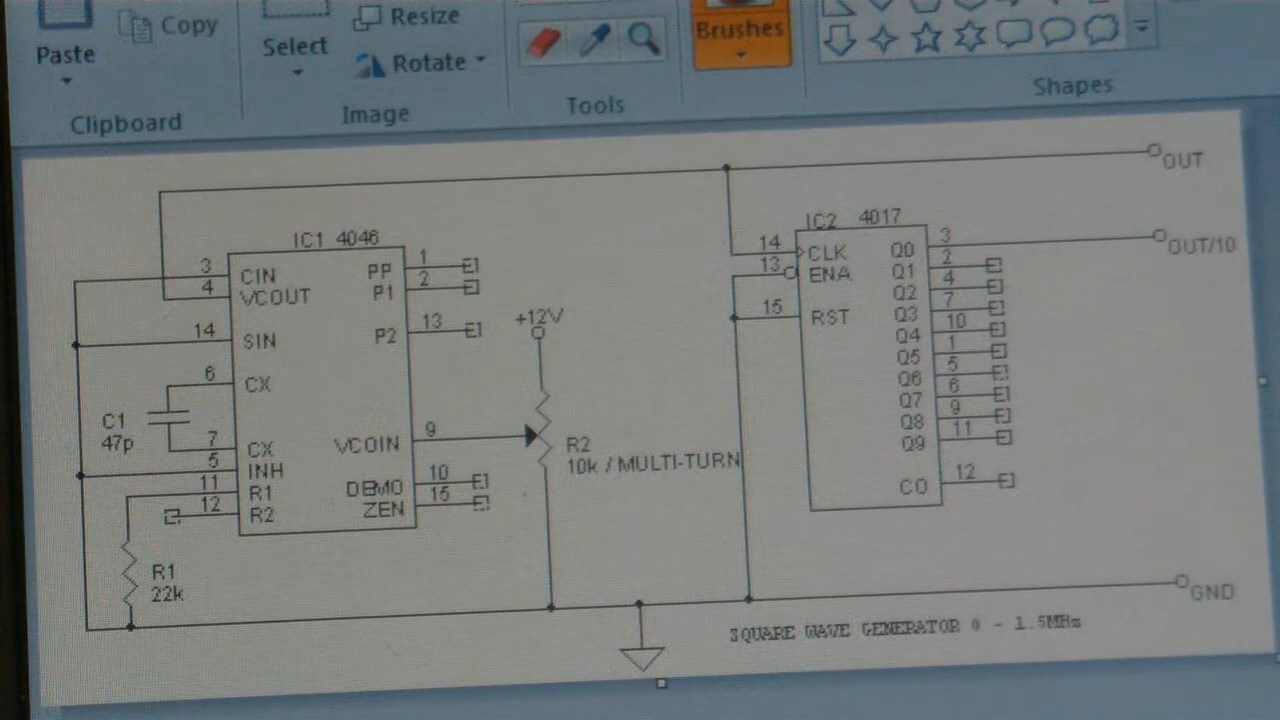 Paste
Copy
Select
Resize
Rotate
Brushes
Clipboard
Image
Tools
Shapes
OUT
OUT/10
IC1 4046
3
CIN
4
VCOUT
14
SIN
6
CX
C1
47p
7
CX
5
INH
11
R1
12
R2
R1
22k
PP
1
P1
2
P2
13
VCOIN
9
DEMO
10
ZEN
15
+12V
R2
10k / MULTI-TURN
IC2 4017
14
CLK
13
ENA
15
RST
Q0
3
Q1
2
Q2
4
Q3
7
Q4
10
Q5
1
Q6
5
Q7
6
Q8
9
Q9
11
CO
12
GND
SQUARE WAVE GENERATOR 0 - 1.5MHz